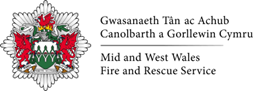 Gwasanaeth Tân ac Achub
Canolbarth a Gorllewin Cymru
Mid and West Wales
Fire and Rescue Service